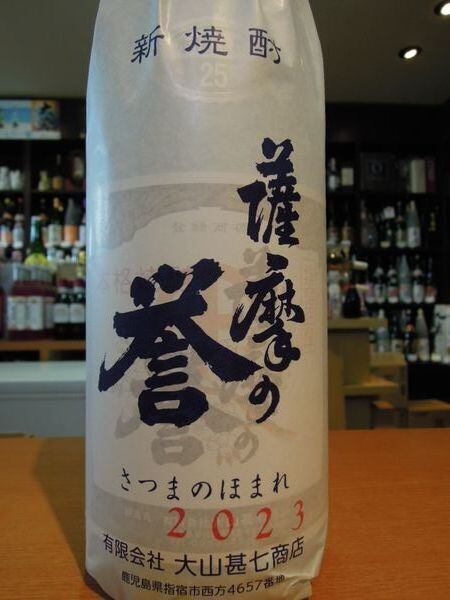 新焼酎
25
薩摩の
誉
さつまのほまれ
2023
有限会社 大山甚七商店
鹿児島県指宿市西方4657番地